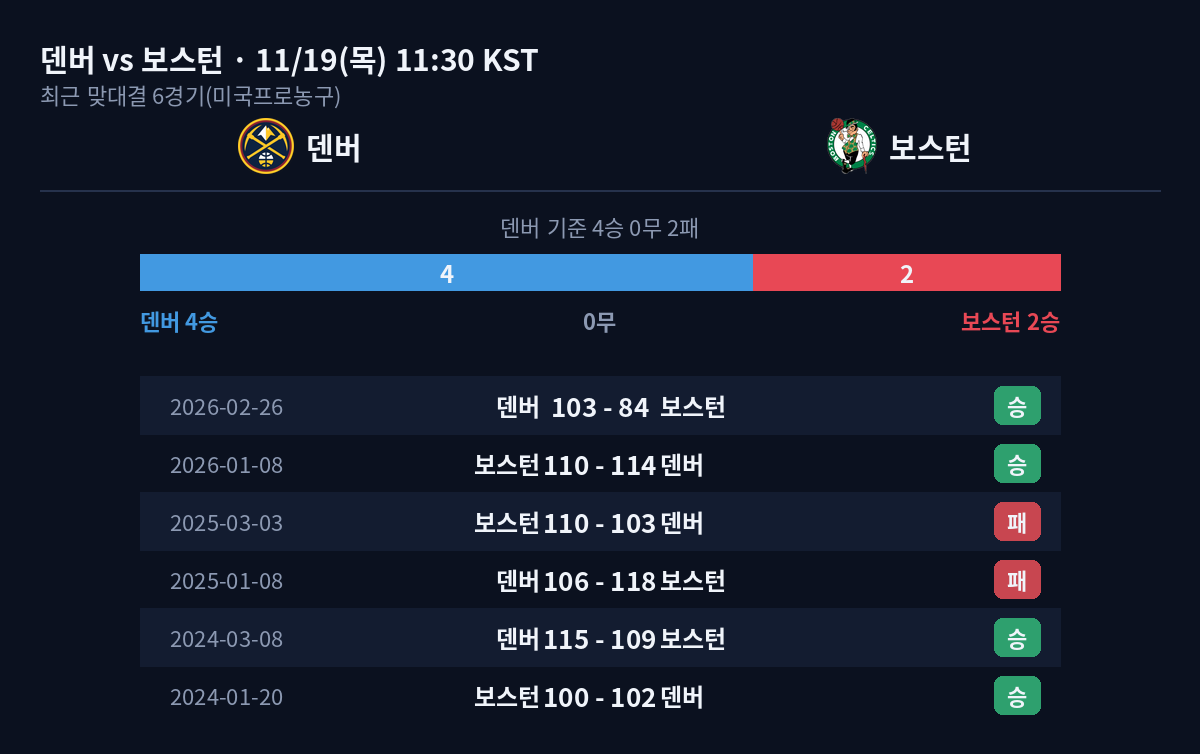 덴버 vs 보스턴 · 11/19(목) 11:30 KST
최근 맞대결 6경기(미국프로농구)
덴버
BOSTON CELTICS 보스턴
덴버 기준 4승 0무 2패
4 2
덴버 4승 0무 보스턴 2승
2026-02-26 덴버 103 - 84 보스턴 승
2026-01-08 보스턴 110 - 114 덴버 승
2025-03-03 보스턴 110 - 103 덴버 패
2025-01-08 덴버 106 - 118 보스턴 패
2024-03-08 덴버 115 - 109 보스턴 승
2024-01-20 보스턴 100 - 102 덴버 승